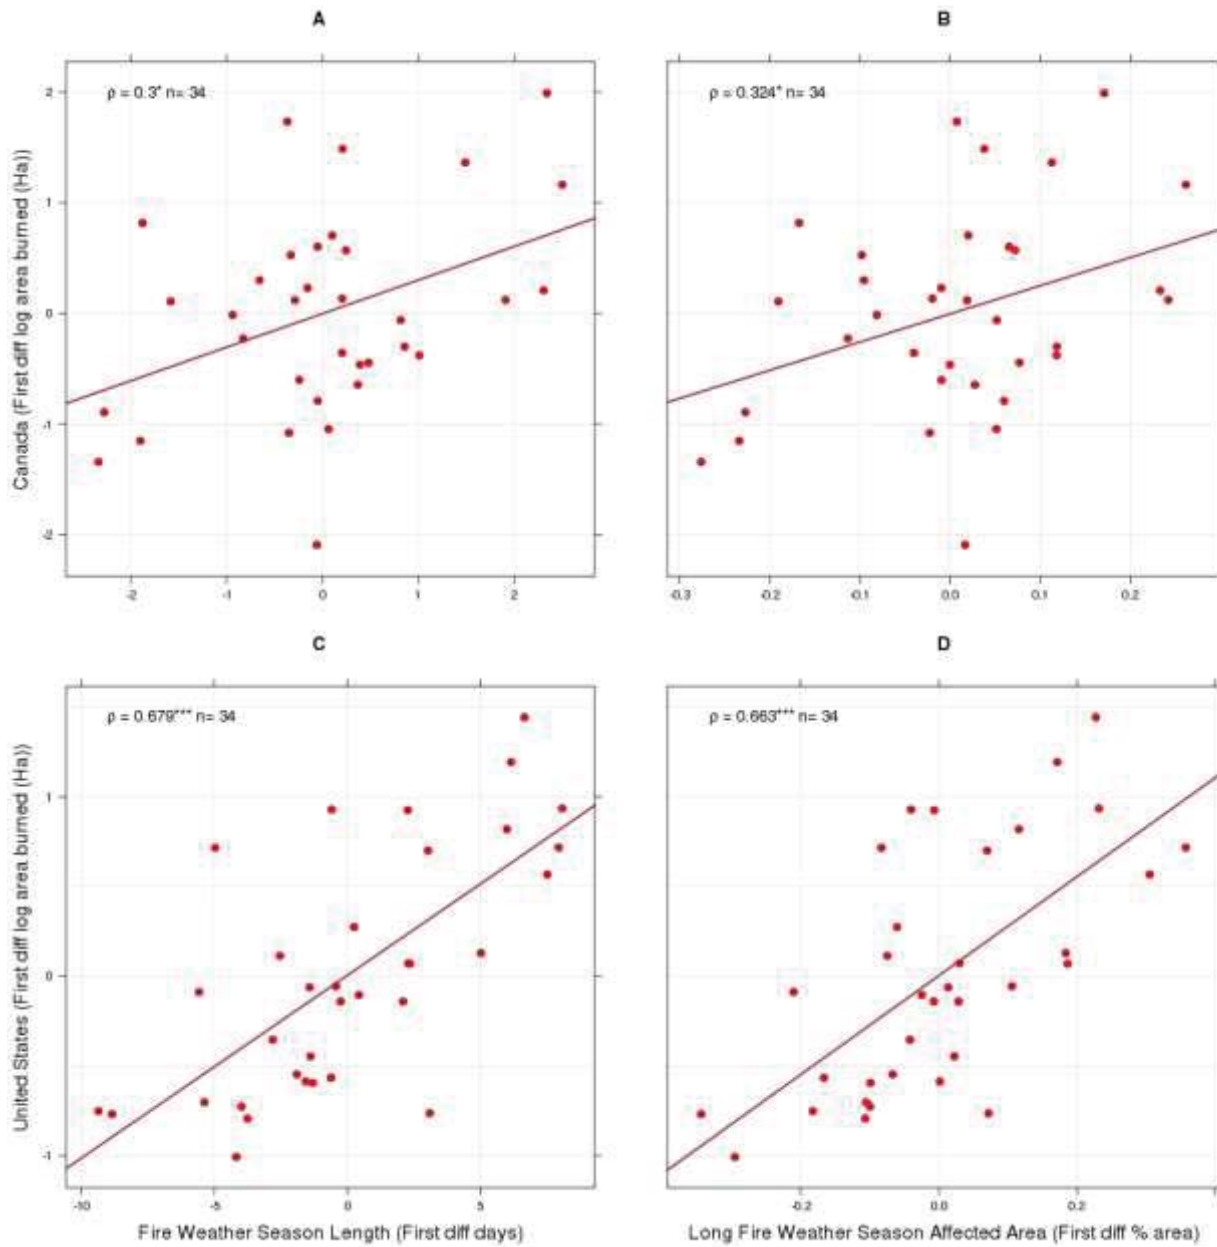 A
B
ρ = 0.3* n= 34
ρ = 0.324* n= 34
Canada (First diff log area burned (Ha))
2
1
0
-1
-2
-2
-1
0
1
2
-0.3
-0.2
-0.1
0.0
0.1
0.2
C
D
ρ = 0.679*** n= 34
ρ = 0.663*** n= 34
United States (First diff log area burned (Ha))
1
0
-1
-10
-5
0
5
-0.2
0.0
0.2
Fire Weather Season Length (First diff days)
Long Fire Weather Season Affected Area (First diff % area)